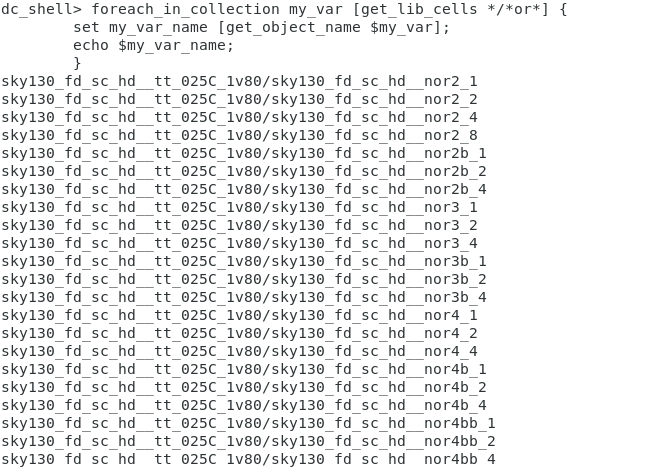 dc_shell> foreach_in_collection my_var [get_lib_cells */*or*] {
set my_var_name [get_object_name $my_var];
echo $my_var_name;
}
sky130_fd_sc_hd__tt_025C_1v80/sky130_fd_sc_hd__nor2_1
sky130_fd_sc_hd__tt_025C_1v80/sky130_fd_sc_hd__nor2_2
sky130_fd_sc_hd__tt_025C_1v80/sky130_fd_sc_hd__nor2_4
sky130_fd_sc_hd__tt_025C_1v80/sky130_fd_sc_hd__nor2_8
sky130_fd_sc_hd__tt_025C_1v80/sky130_fd_sc_hd__nor2b_1
sky130_fd_sc_hd__tt_025C_1v80/sky130_fd_sc_hd__nor2b_2
sky130_fd_sc_hd__tt_025C_1v80/sky130_fd_sc_hd__nor2b_4
sky130_fd_sc_hd__tt_025C_1v80/sky130_fd_sc_hd__nor3_1
sky130_fd_sc_hd__tt_025C_1v80/sky130_fd_sc_hd__nor3_2
sky130_fd_sc_hd__tt_025C_1v80/sky130_fd_sc_hd__nor3_4
sky130_fd_sc_hd__tt_025C_1v80/sky130_fd_sc_hd__nor3b_1
sky130_fd_sc_hd__tt_025C_1v80/sky130_fd_sc_hd__nor3b_2
sky130_fd_sc_hd__tt_025C_1v80/sky130_fd_sc_hd__nor3b_4
sky130_fd_sc_hd__tt_025C_1v80/sky130_fd_sc_hd__nor4_1
sky130_fd_sc_hd__tt_025C_1v80/sky130_fd_sc_hd__nor4_2
sky130_fd_sc_hd__tt_025C_1v80/sky130_fd_sc_hd__nor4_4
sky130_fd_sc_hd__tt_025C_1v80/sky130_fd_sc_hd__nor4b_1
sky130_fd_sc_hd__tt_025C_1v80/sky130_fd_sc_hd__nor4b_2
sky130_fd_sc_hd__tt_025C_1v80/sky130_fd_sc_hd__nor4b_4
sky130_fd_sc_hd__tt_025C_1v80/sky130_fd_sc_hd__nor4bb_1
sky130_fd_sc_hd__tt_025C_1v80/sky130_fd_sc_hd__nor4bb_2
sky130_fd_sc_hd__tt_025C_1v80/sky130_fd_sc_hd__nor4bb_4